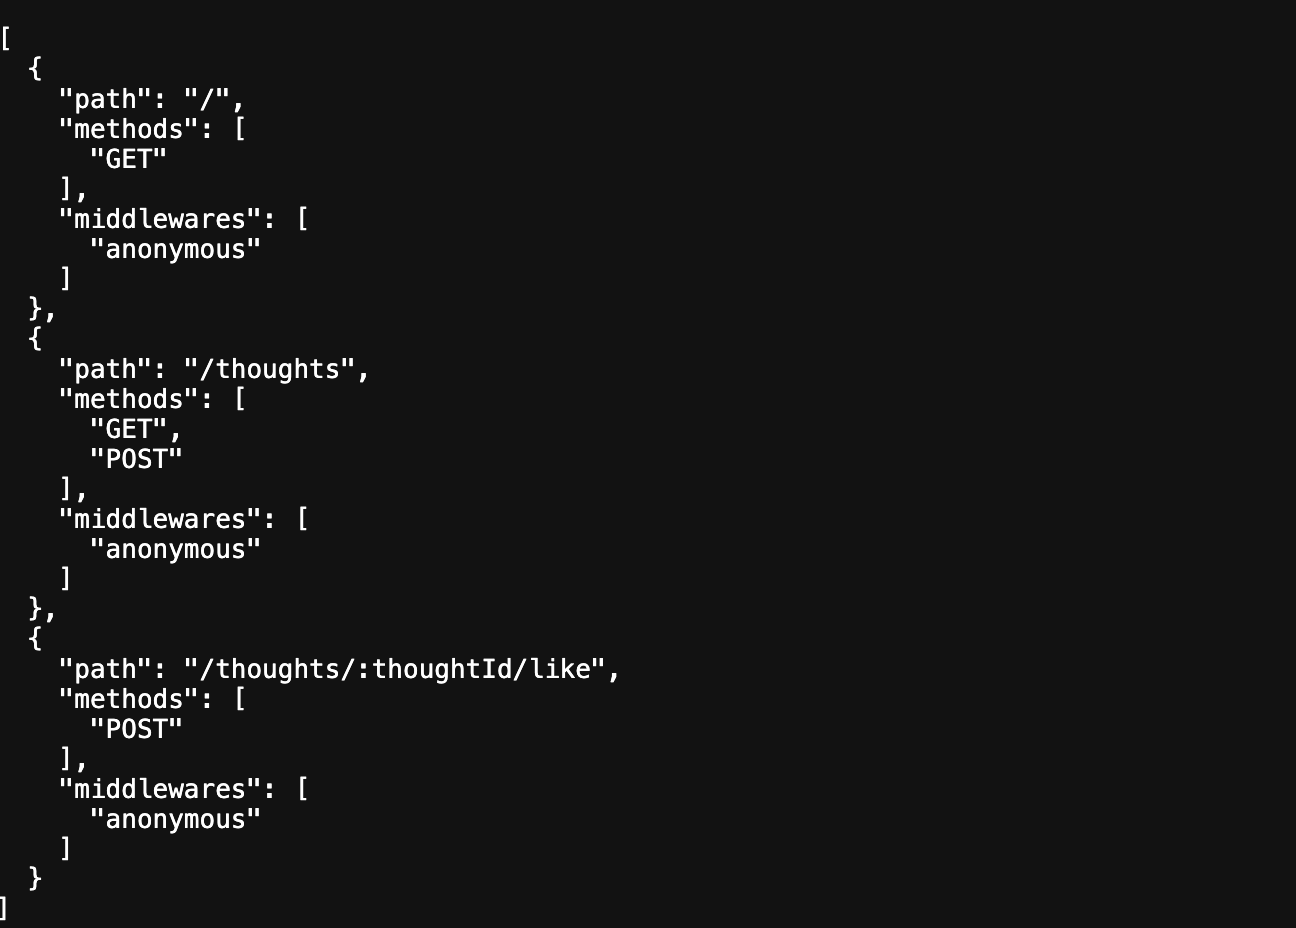 [
  {
    "path": "/",
    "methods": [
      "GET"
    ],
    "middlewares": [
      "anonymous"
    ]
  },
  {
    "path": "/thoughts",
    "methods": [
      "GET",
      "POST"
    ],
    "middlewares": [
      "anonymous"
    ]
  },
  {
    "path": "/thoughts/:thoughtId/like",
    "methods": [
      "POST"
    ],
    "middlewares": [
      "anonymous"
    ]
  }
]